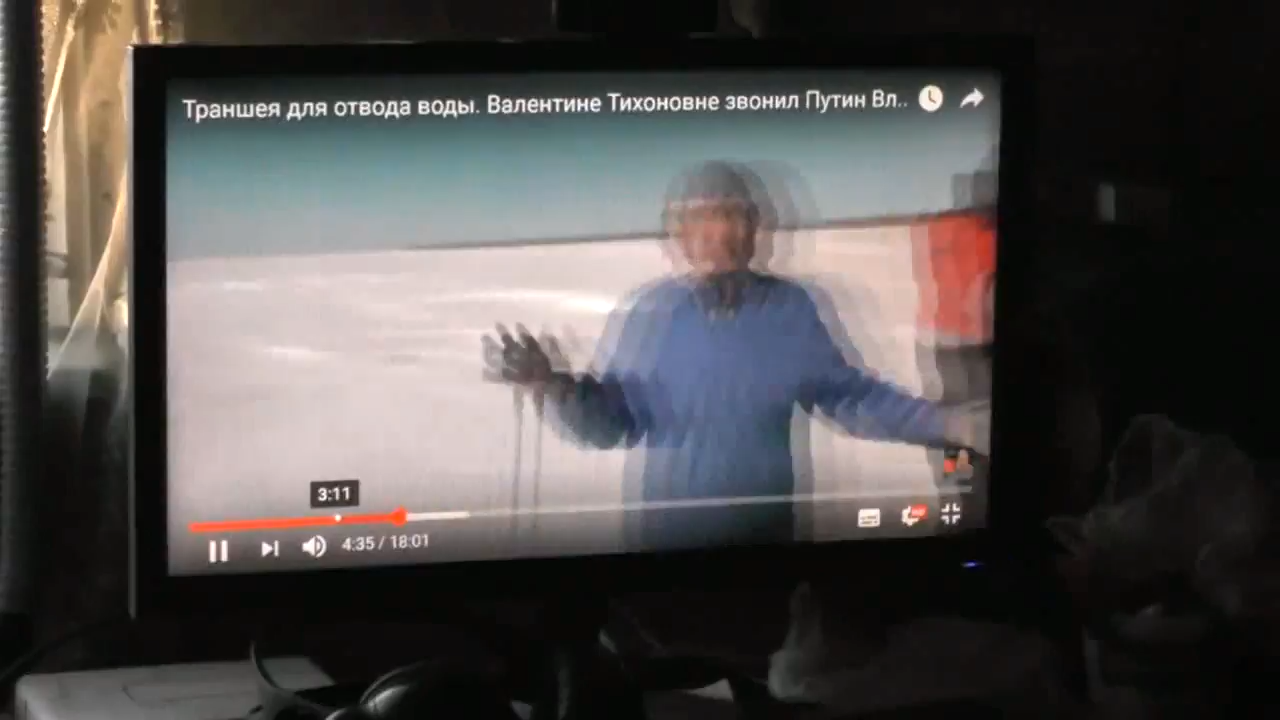 Траншея для отвода воды. Валентине Тихоновне звонил Путин Вл..
3:11
4:35 / 18:01